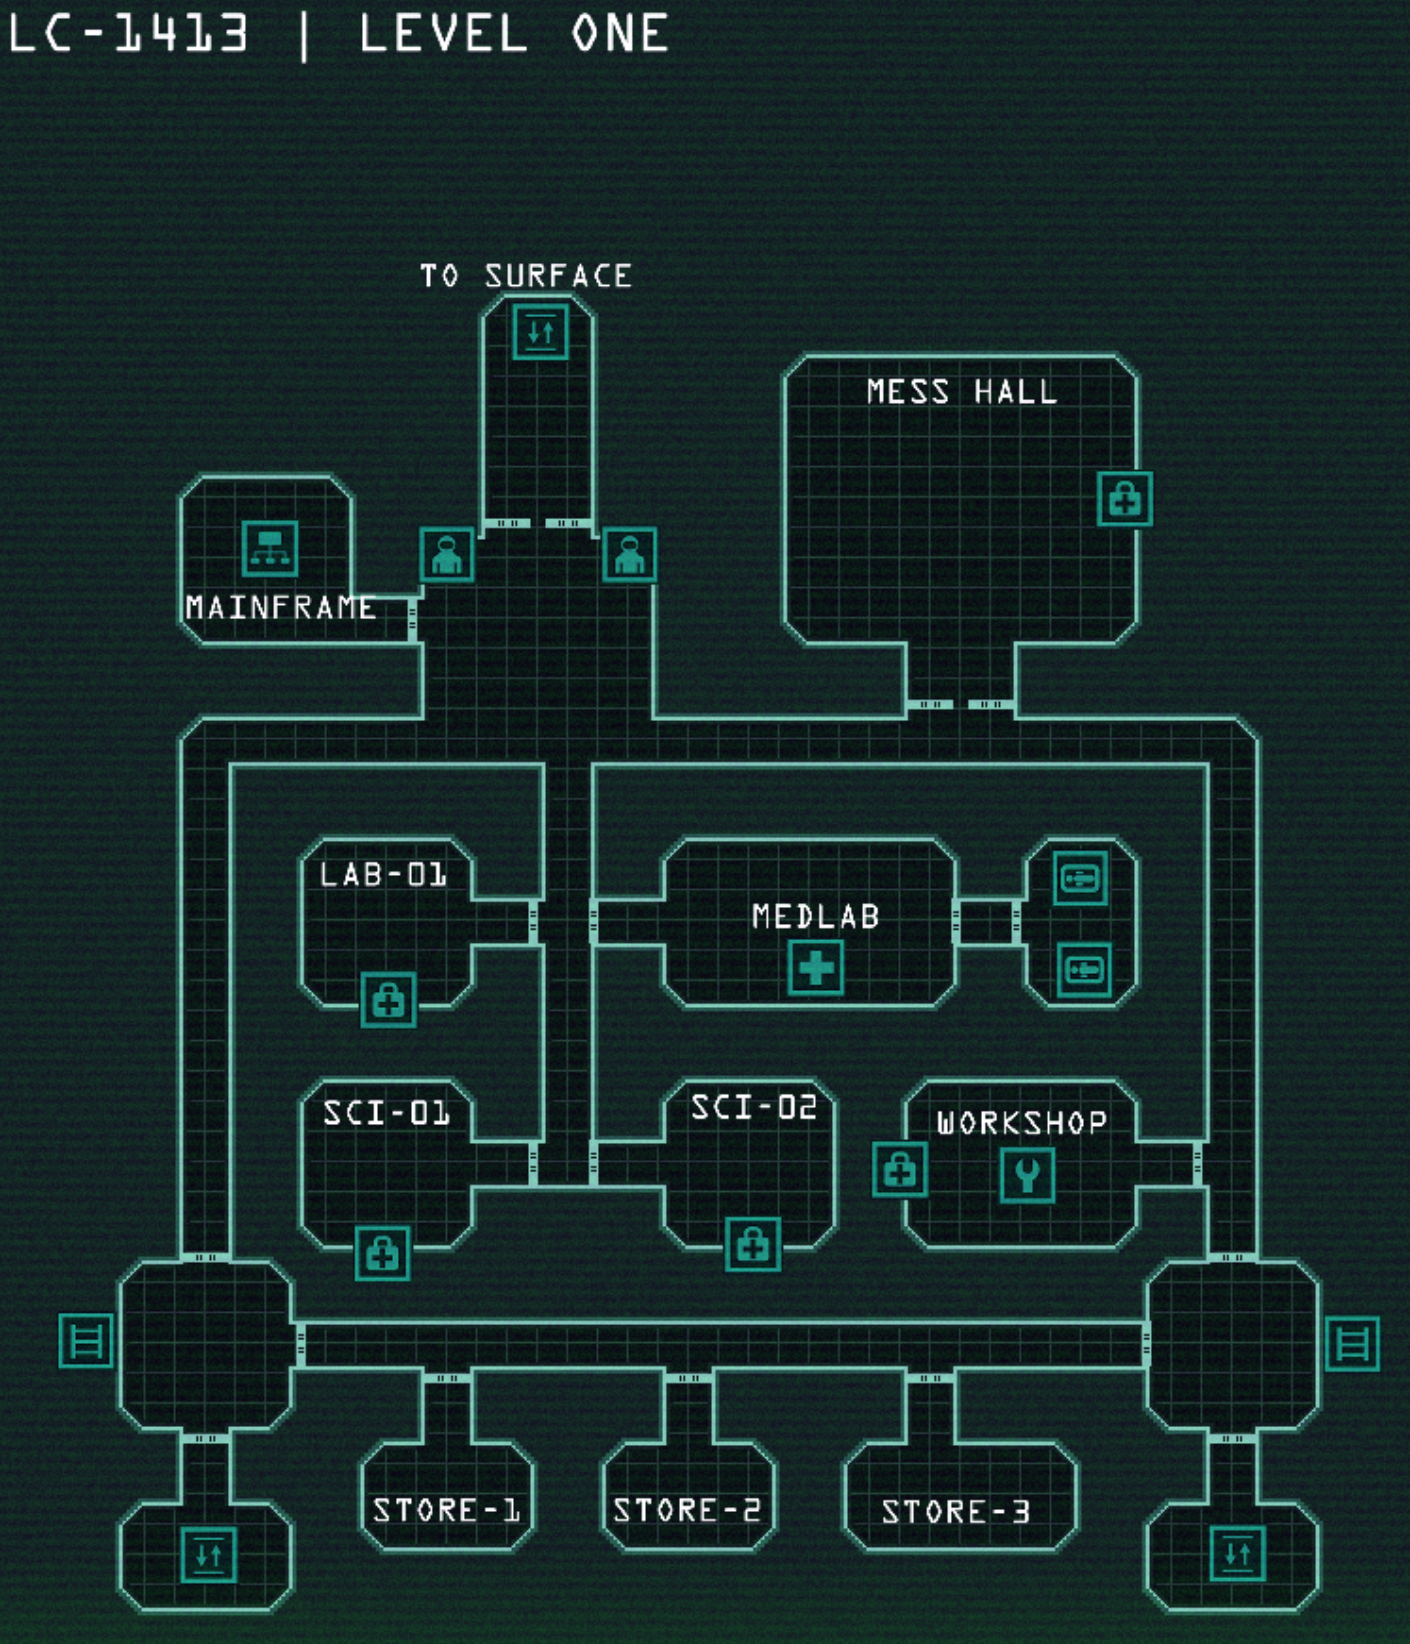 LC-1413 | LEVEL ONE
TO SURFACE
MESS HALL
MAINFRAME
LAB-01
MEDLAB
SCI-01
SCI-02
WORKSHOP
STORE-1
STORE-2
STORE-3